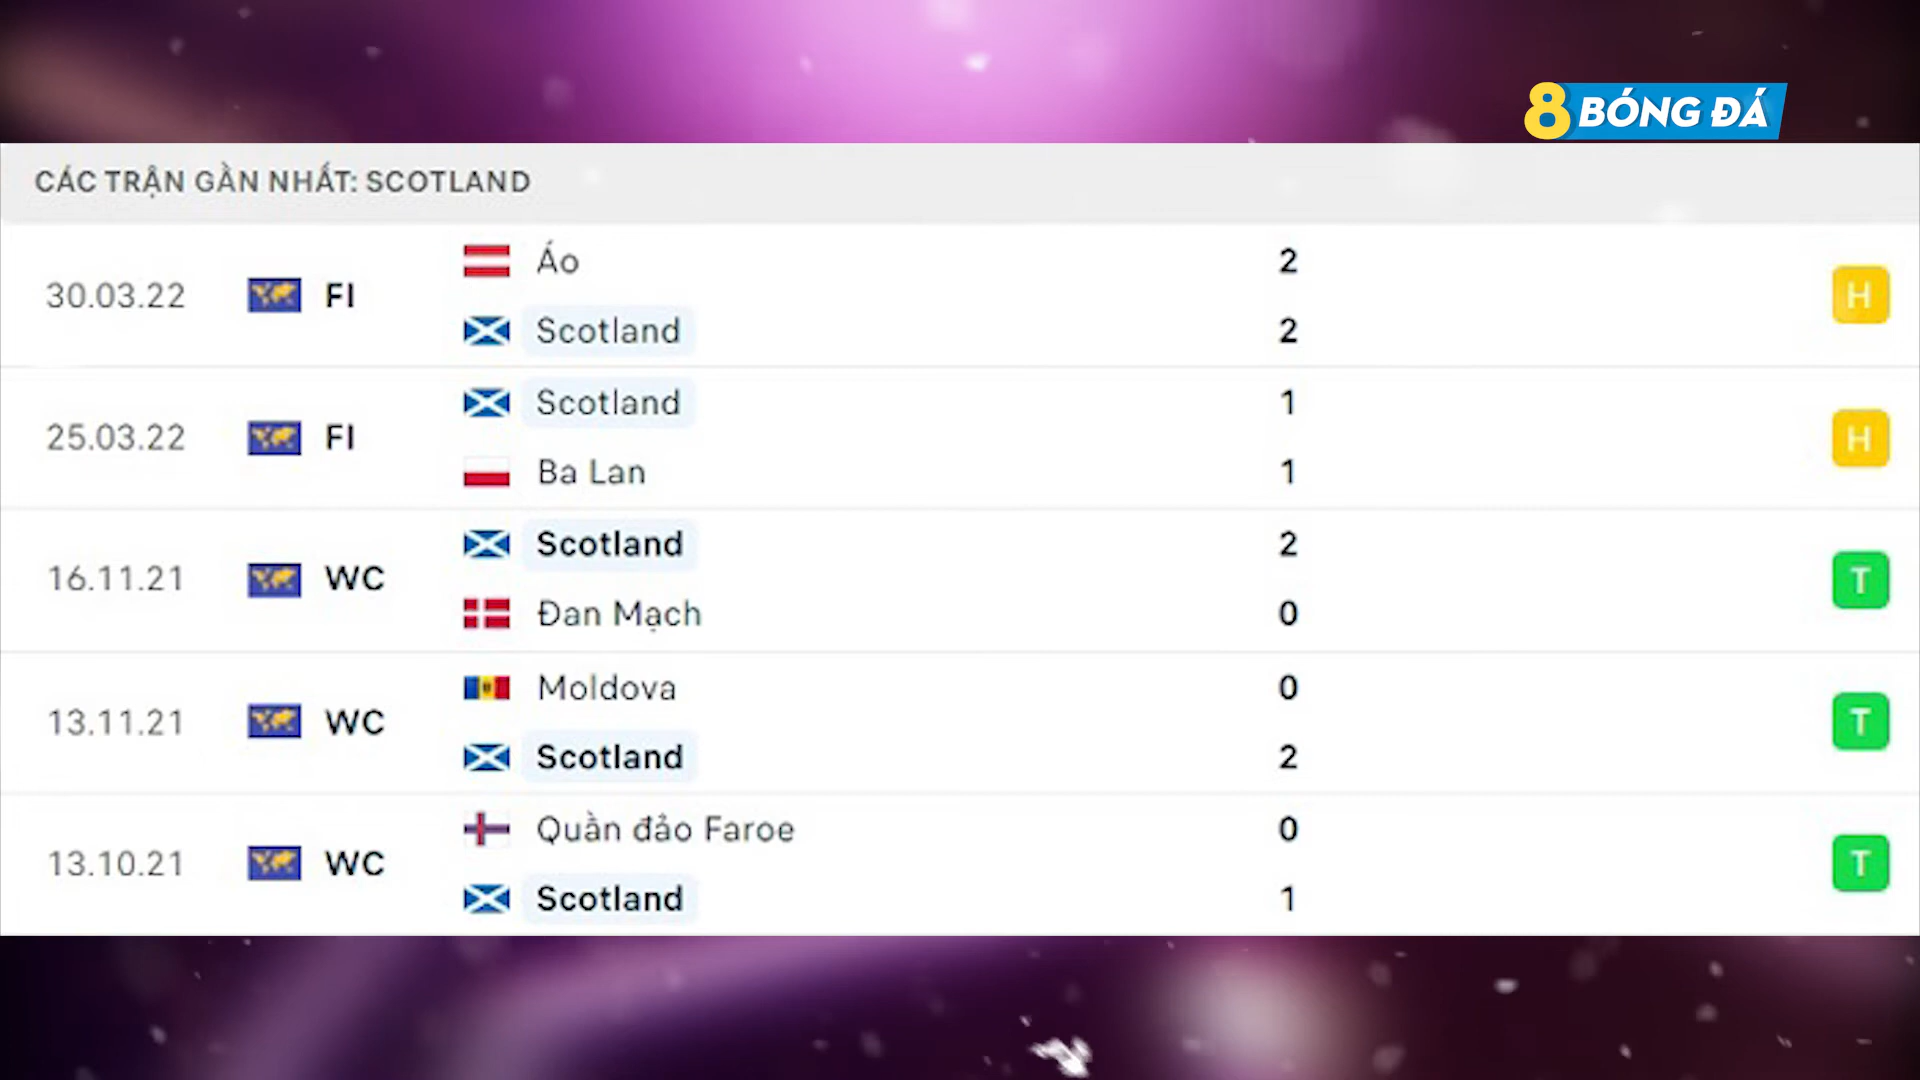 8 BÓNG ĐÁ
CÁC TRẬN GẦN NHẤT: SCOTLAND
30.03.22 FI Áo 2 H
Scotland 2
25.03.22 FI Scotland 1 H
Ba Lan 1
16.11.21 WC Scotland 2 T
Đan Mạch 0
13.11.21 WC Moldova 0 T
Scotland 2
13.10.21 WC Quần đảo Faroe 0 T
Scotland 1